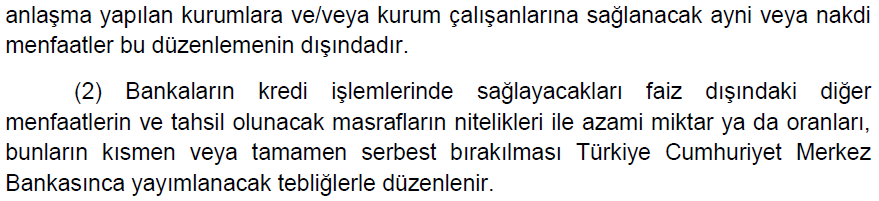 anlaşma yapılan kurumlara ve/veya kurum çalışanlarına sağlanacak ayni veya nakdi
menfaatler bu düzenlemenin dışındadır.
(2) Bankaların kredi işlemlerinde sağlayacakları faiz dışındaki diğer
menfaatlerin ve tahsil olunacak masrafların nitelikleri ile azami miktar ya da oranları,
bunların kısmen veya tamamen serbest bırakılması Türkiye Cumhuriyet Merkez
Bankasınca yayımlanacak tebliğlerle düzenlenir.